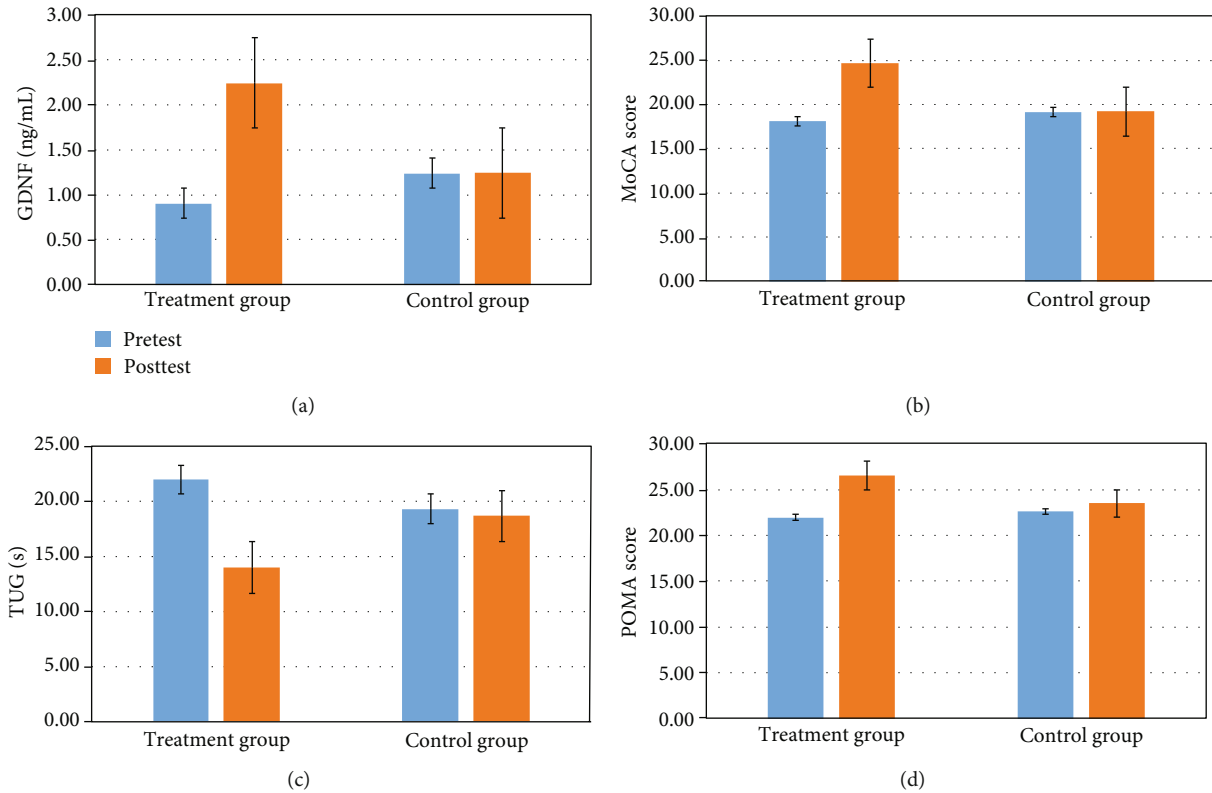 3.00
2.50
2.00
1.50
1.00
0.50
0.00
GDNF (ng/mL)
Treatment group
Control group
Pretest
Posttest
(a)
30.00
25.00
20.00
15.00
10.00
5.00
0.00
MoCA score
Treatment group
Control group
(b)
25.00
20.00
15.00
10.00
5.00
0.00
TUG (s)
Treatment group
Control group
(c)
30.00
25.00
20.00
15.00
10.00
5.00
0.00
POMA score
Treatment group
Control group
(d)